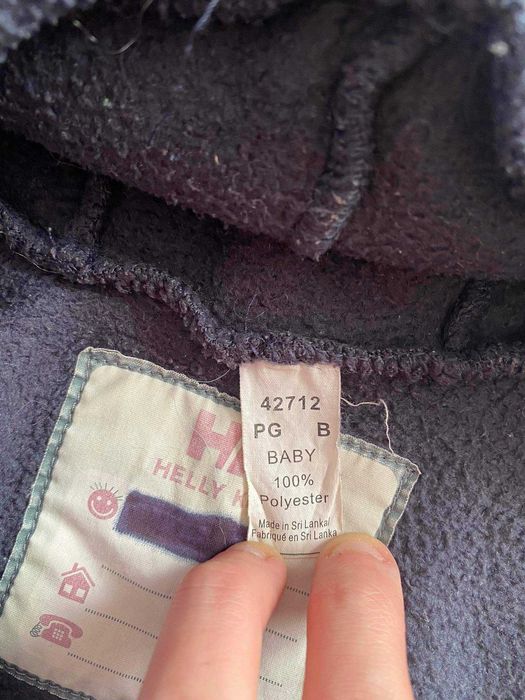 42712
PG B
BABY
100%
Polyester
Made in Sri Lanka/
Fabriqué en Sri Lanka
H
HELLY